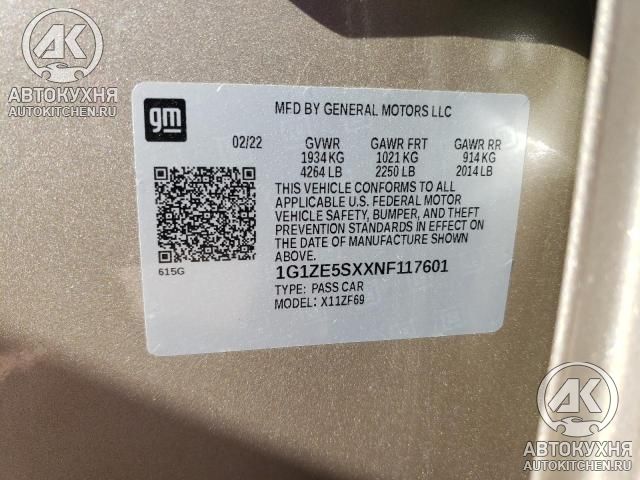 AK
АВТОКУХНЯ
AUTOKITCHEN.RU
gm
MFD BY GENERAL MOTORS LLC
02/22 GVWR GAWR FRT GAWR RR
1934 KG 1021 KG 914 KG
4264 LB 2250 LB 2014 LB
THIS VEHICLE CONFORMS TO ALL
APPLICABLE U.S. FEDERAL MOTOR
VEHICLE SAFETY, BUMPER, AND THEFT
PREVENTION STANDARDS IN EFFECT ON
THE DATE OF MANUFACTURE SHOWN
ABOVE.
615G
1G1ZE5SXXNF117601
TYPE: PASS CAR
MODEL: X11ZF69
AK
АВТОКУХНЯ
AUTOKITCHEN.RU